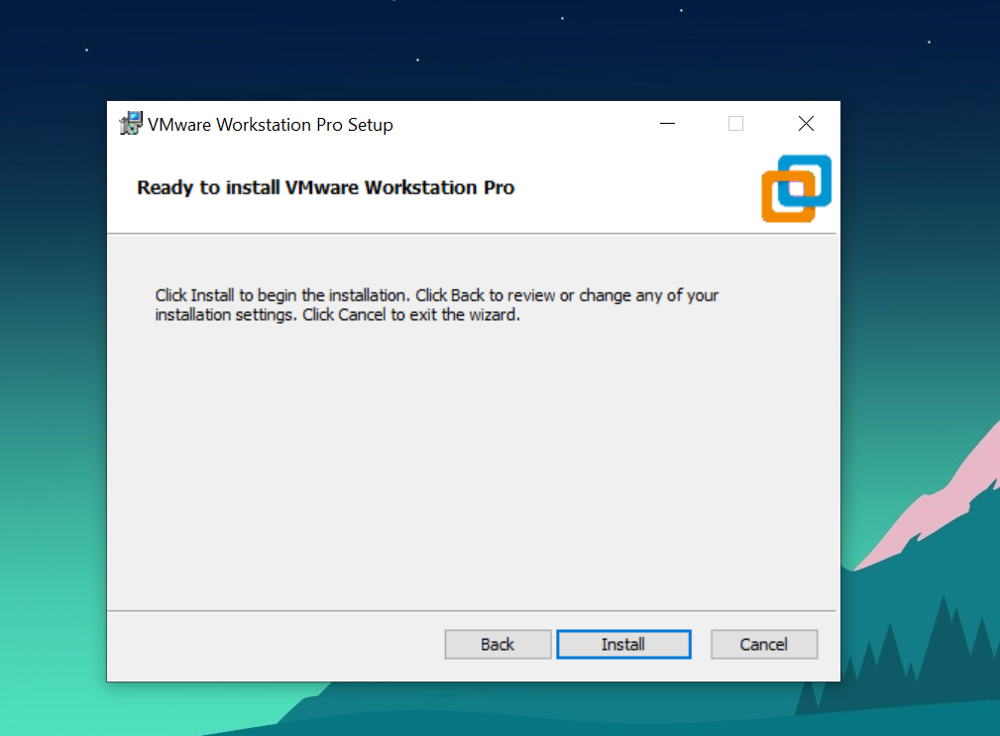 VMware Workstation Pro Setup
Ready to install VMware Workstation Pro
Click Install to begin the installation. Click Back to review or change any of your
installation settings. Click Cancel to exit the wizard.
Back Install Cancel